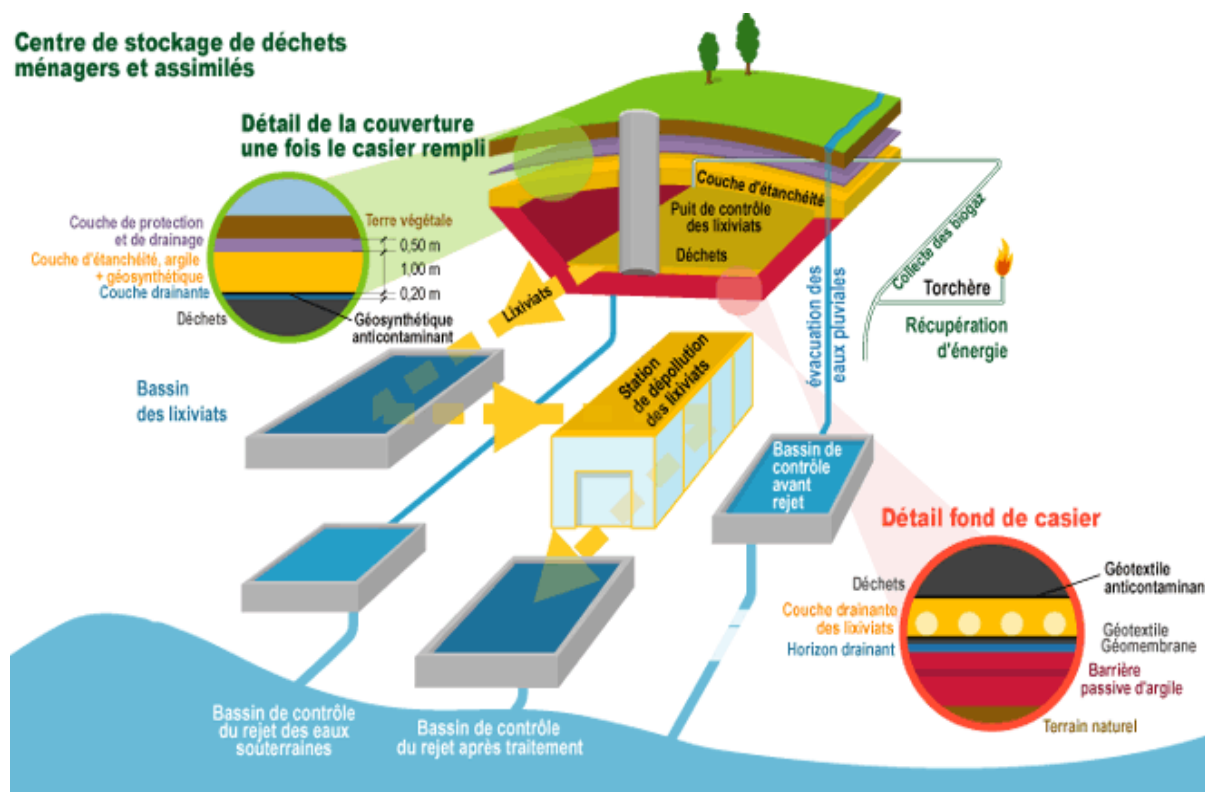 Centre de stockage de déchets
ménagers et assimilés
Détail de la couverture
une fois le casier rempli
Couche de protection
et de drainage
Couche d'étanchéité, argile
+ géosynthétique
Couche drainante
Déchets
Terre végétale
0,50 m
1,00 m
0,20 m
Géosynthétique
anticontaminant
Couche d'étanchéité
Puit de contrôle
des lixiviats
Déchets
Lixiviats
Collecte des biogaz
Torchère
Récupération
d'énergie
évacuation des
eaux pluviales
Bassin
des lixiviats
Station
de dépollution
des lixiviats
Bassin de
contrôle
avant
rejet
Détail fond de casier
Déchets
Couche drainante
des lixiviats
Horizon drainant
Géotextile
anticontaminan
Géotextile
Géomembrane
Barrière
passive d'argile
Terrain naturel
Bassin de contrôle
du rejet des eaux
souterraines
Bassin de contrôle
du rejet après traitement